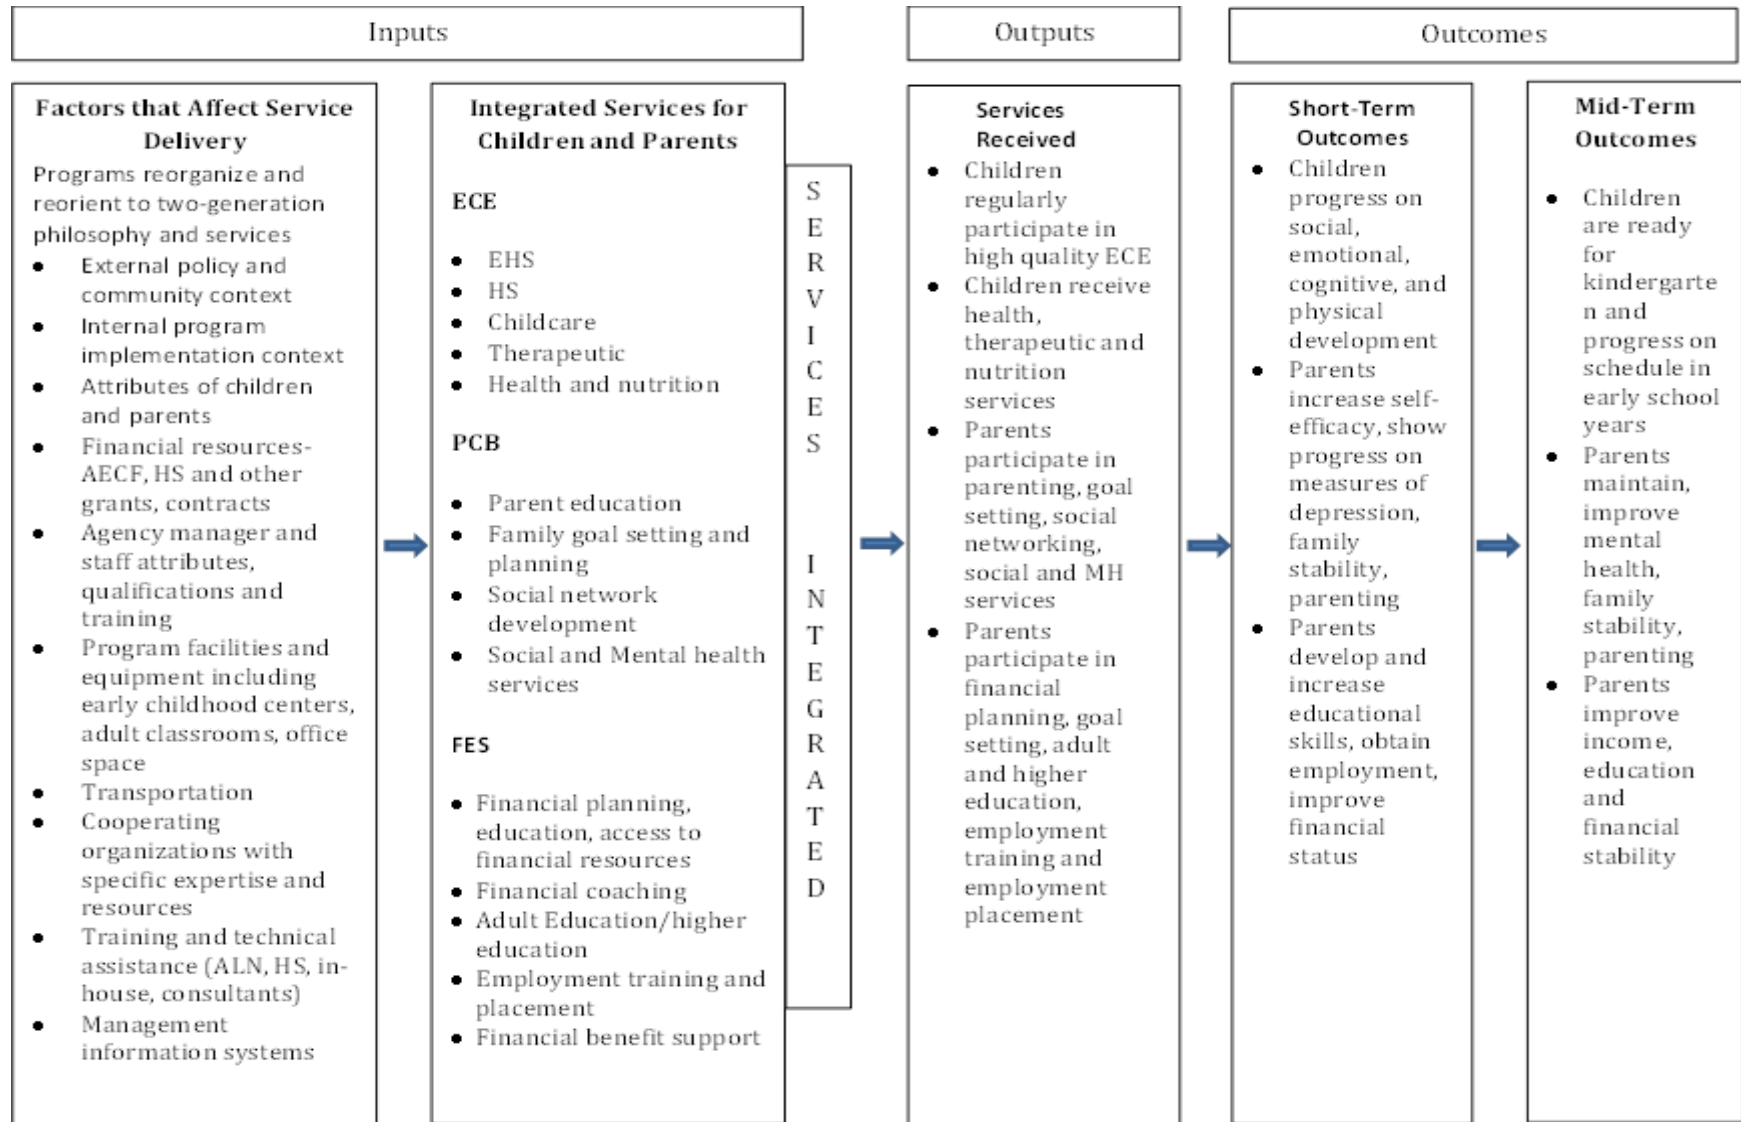 Inputs
Outputs
Outcomes
Factors that Affect Service
Delivery
Programs reorganize and
reorient to two-generation
philosophy and services
● External policy and
community context
● Internal program
implementation context
● Attributes of children
and parents
● Financial resources-
AECF, HS and other
grants, contracts
● Agency manager and
staff attributes,
qualifications and
training
● Program facilities and
equipment including
early childhood centers,
adult classrooms, office
space
● Transportation
● Cooperating
organizations with
specific expertise and
resources
● Training and technical
assistance (ALN, HS, in-
house, consultants)
● Management
information systems
Integrated Services for
Children and Parents
ECE
● EHS
● HS
● Childcare
● Therapeutic
● Health and nutrition
PCB
● Parent education
● Family goal setting and
planning
● Social network
development
● Social and Mental health
services
FES
● Financial planning,
education, access to
financial resources
● Financial coaching
● Adult Education/higher
education
● Employment training and
placement
● Financial benefit support
S
E
R
V
I
C
E
S
I
N
T
E
G
R
A
T
E
D
Services
Received
● Children
regularly
participate in
high quality ECE
● Children receive
health,
therapeutic and
nutrition
services
● Parents
participate in
parenting, goal
setting, social
networking,
social and MH
services
● Parents
participate in
financial
planning, goal
setting, adult
and higher
education,
employment
training and
employment
placement
Short-Term
Outcomes
● Children
progress on
social,
emotional,
cognitive, and
physical
development
● Parents
increase self-
efficacy, show
progress on
measures of
depression,
family
stability,
parenting
● Parents
develop and
increase
educational
skills, obtain
employment,
improve
financial
status
Mid-Term
Outcomes
● Children
are ready
for
kindergarte
n and
progress on
schedule in
early school
years
● Parents
maintain,
improve
mental
health,
family
stability,
parenting
● Parents
improve
income,
education
and
financial
stability